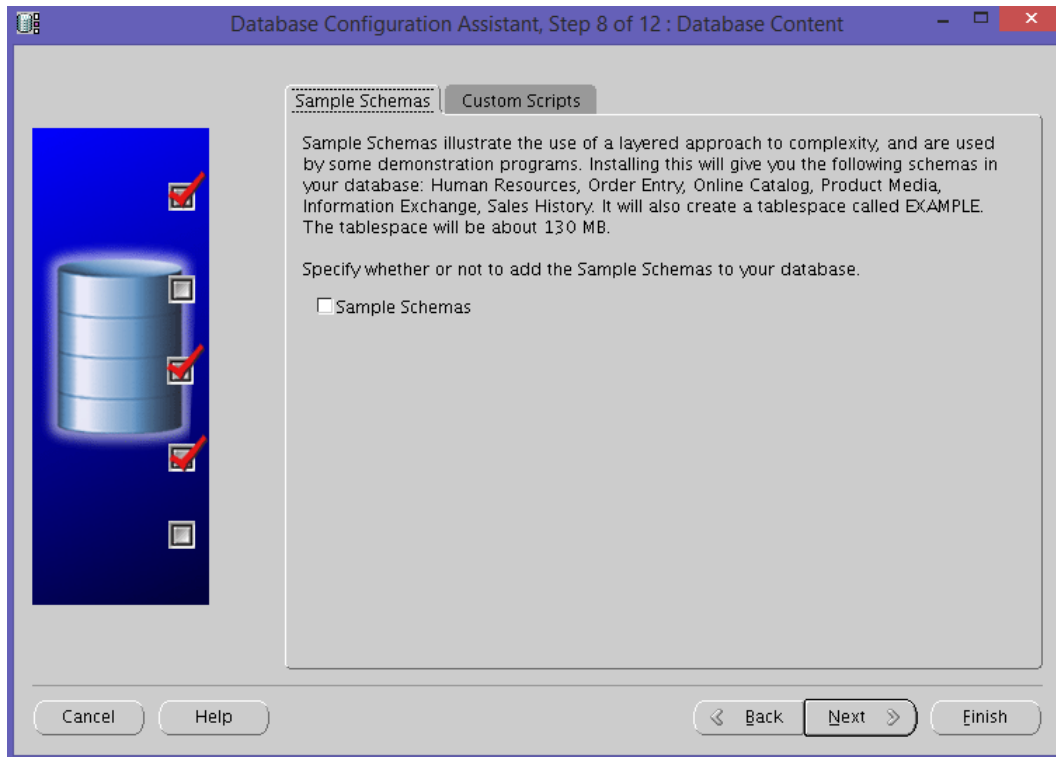 Database Configuration Assistant, Step 8 of 12 : Database Content
Sample Schemas
Custom Scripts
Sample Schemas illustrate the use of a layered approach to complexity, and are used
by some demonstration programs. Installing this will give you the following schemas in
your database: Human Resources, Order Entry, Online Catalog, Product Media,
Information Exchange, Sales History. It will also create a tablespace called EXAMPLE.
The tablespace will be about 130 MB.
Specify whether or not to add the Sample Schemas to your database.
Sample Schemas
Cancel
Help
Back
Next
Finish